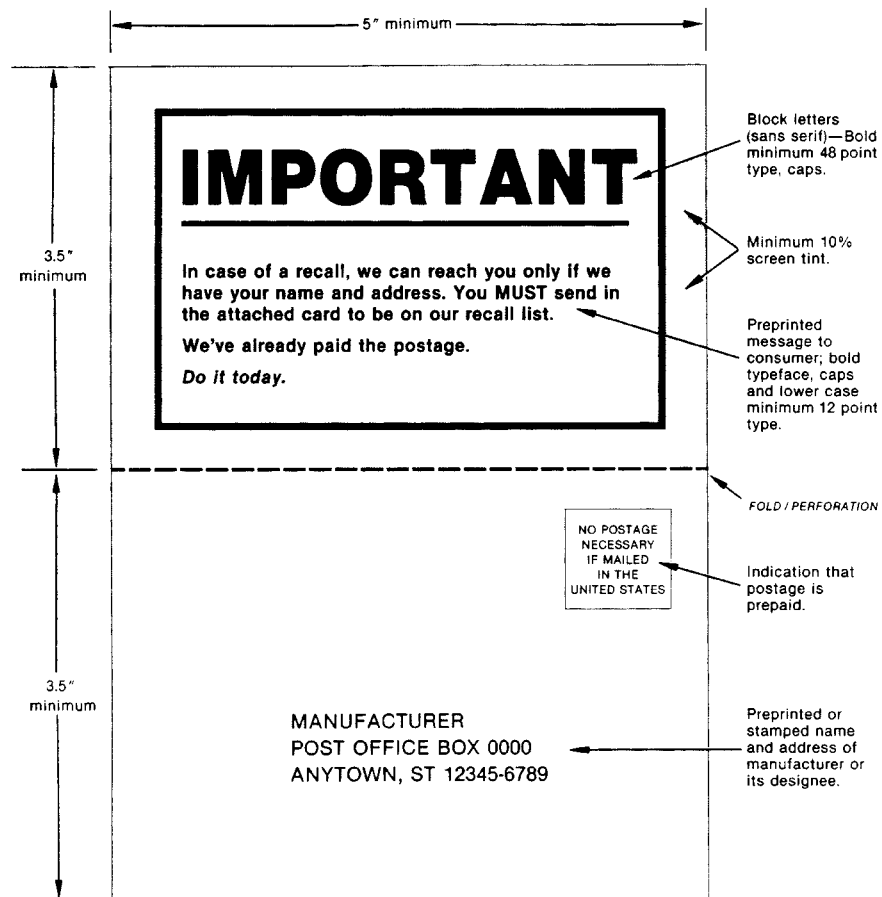 5" minimum
Block letters
(sans serif)—Bold
minimum 48 point
type, caps.
IMPORTANT
3.5"
minimum
Minimum 10%
screen tint.
In case of a recall, we can reach you only if we
have your name and address. You MUST send in
the attached card to be on our recall list.
We've already paid the postage.
Do it today.
Preprinted
message to
consumer; bold
typeface, caps
and lower case
minimum 12 point
type.
FOLD / PERFORATION
NO POSTAGE
NECESSARY
IF MAILED
IN THE
UNITED STATES
Indication that
postage is
prepaid.
3.5"
minimum
MANUFACTURER
POST OFFICE BOX 0000
ANYTOWN, ST 12345-6789
Preprinted or
stamped name
and address of
manufacturer or
its designee.